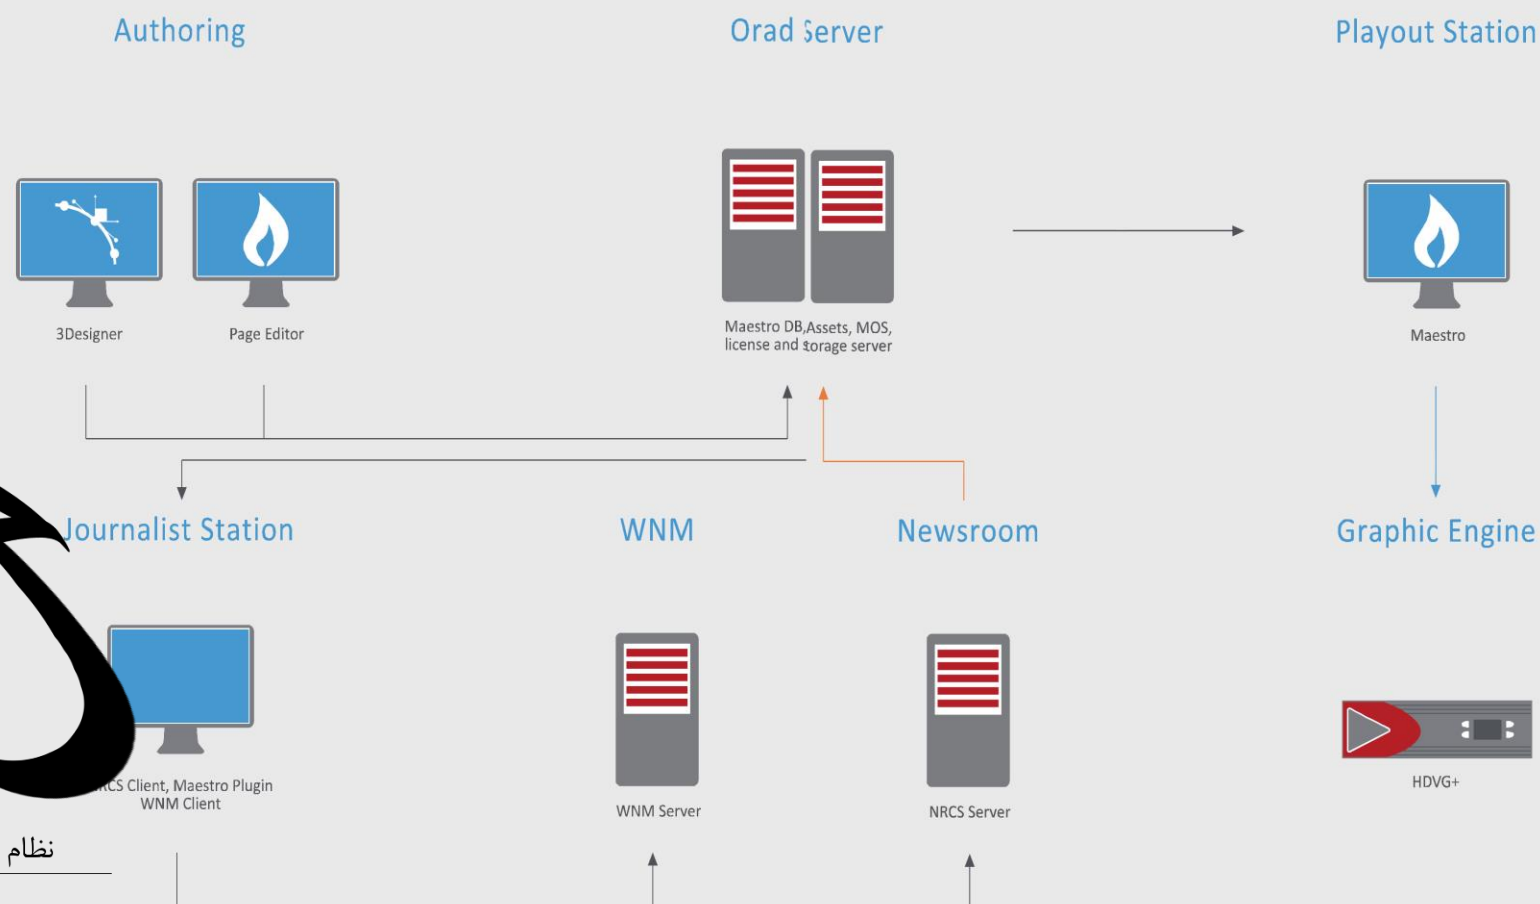 Authoring
Orad Server
Playout Station
3Designer
Page Editor
Maestro DB,Assets, MOS,
license and storage server
Maestro
Journalist Station
WNM
Newsroom
Graphic Engine
Client, Maestro Plugin
WNM Client
WNM Server
NRCS Server
HDVG+
نظام